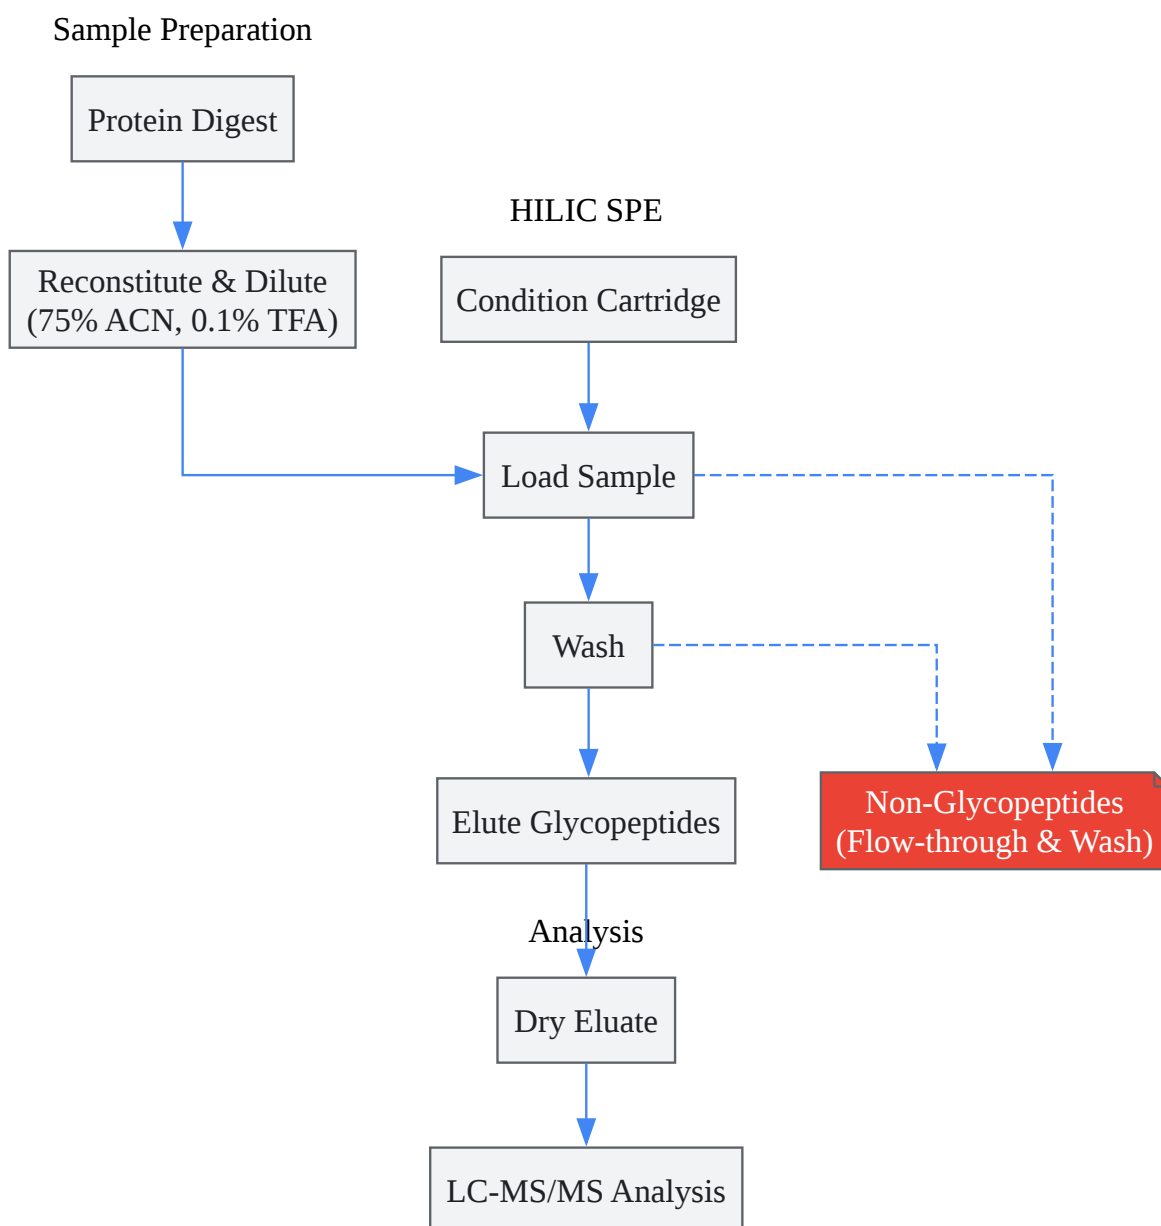 Sample Preparation
Protein Digest
Reconstitute & Dilute
(75% ACN, 0.1% TFA)
HILIC SPE
Condition Cartridge
Load Sample
Wash
Elute Glycopeptides
Non-Glycopeptides
(Flow-through & Wash)
Analysis
Dry Eluate
LC-MS/MS Analysis